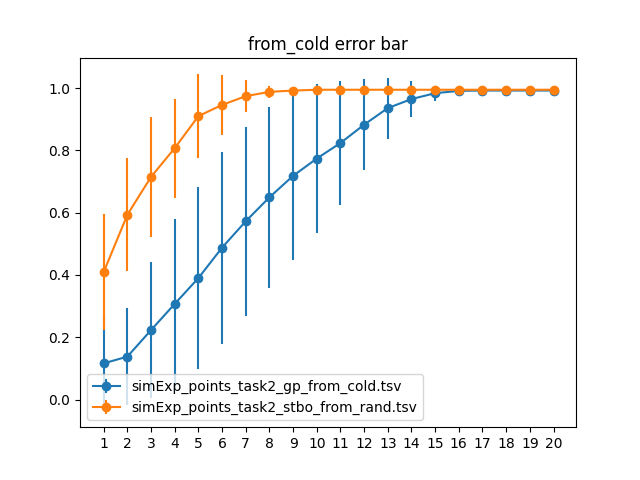 from_cold error bar
1.0
0.8
0.6
0.4
0.2
0.0
simExp_points_task2_gp_from_cold.tsv
simExp_points_task2_stbo_from_rand.tsv
1 2 3 4 5 6 7 8 9 10 11 12 13 14 15 16 17 18 19 20